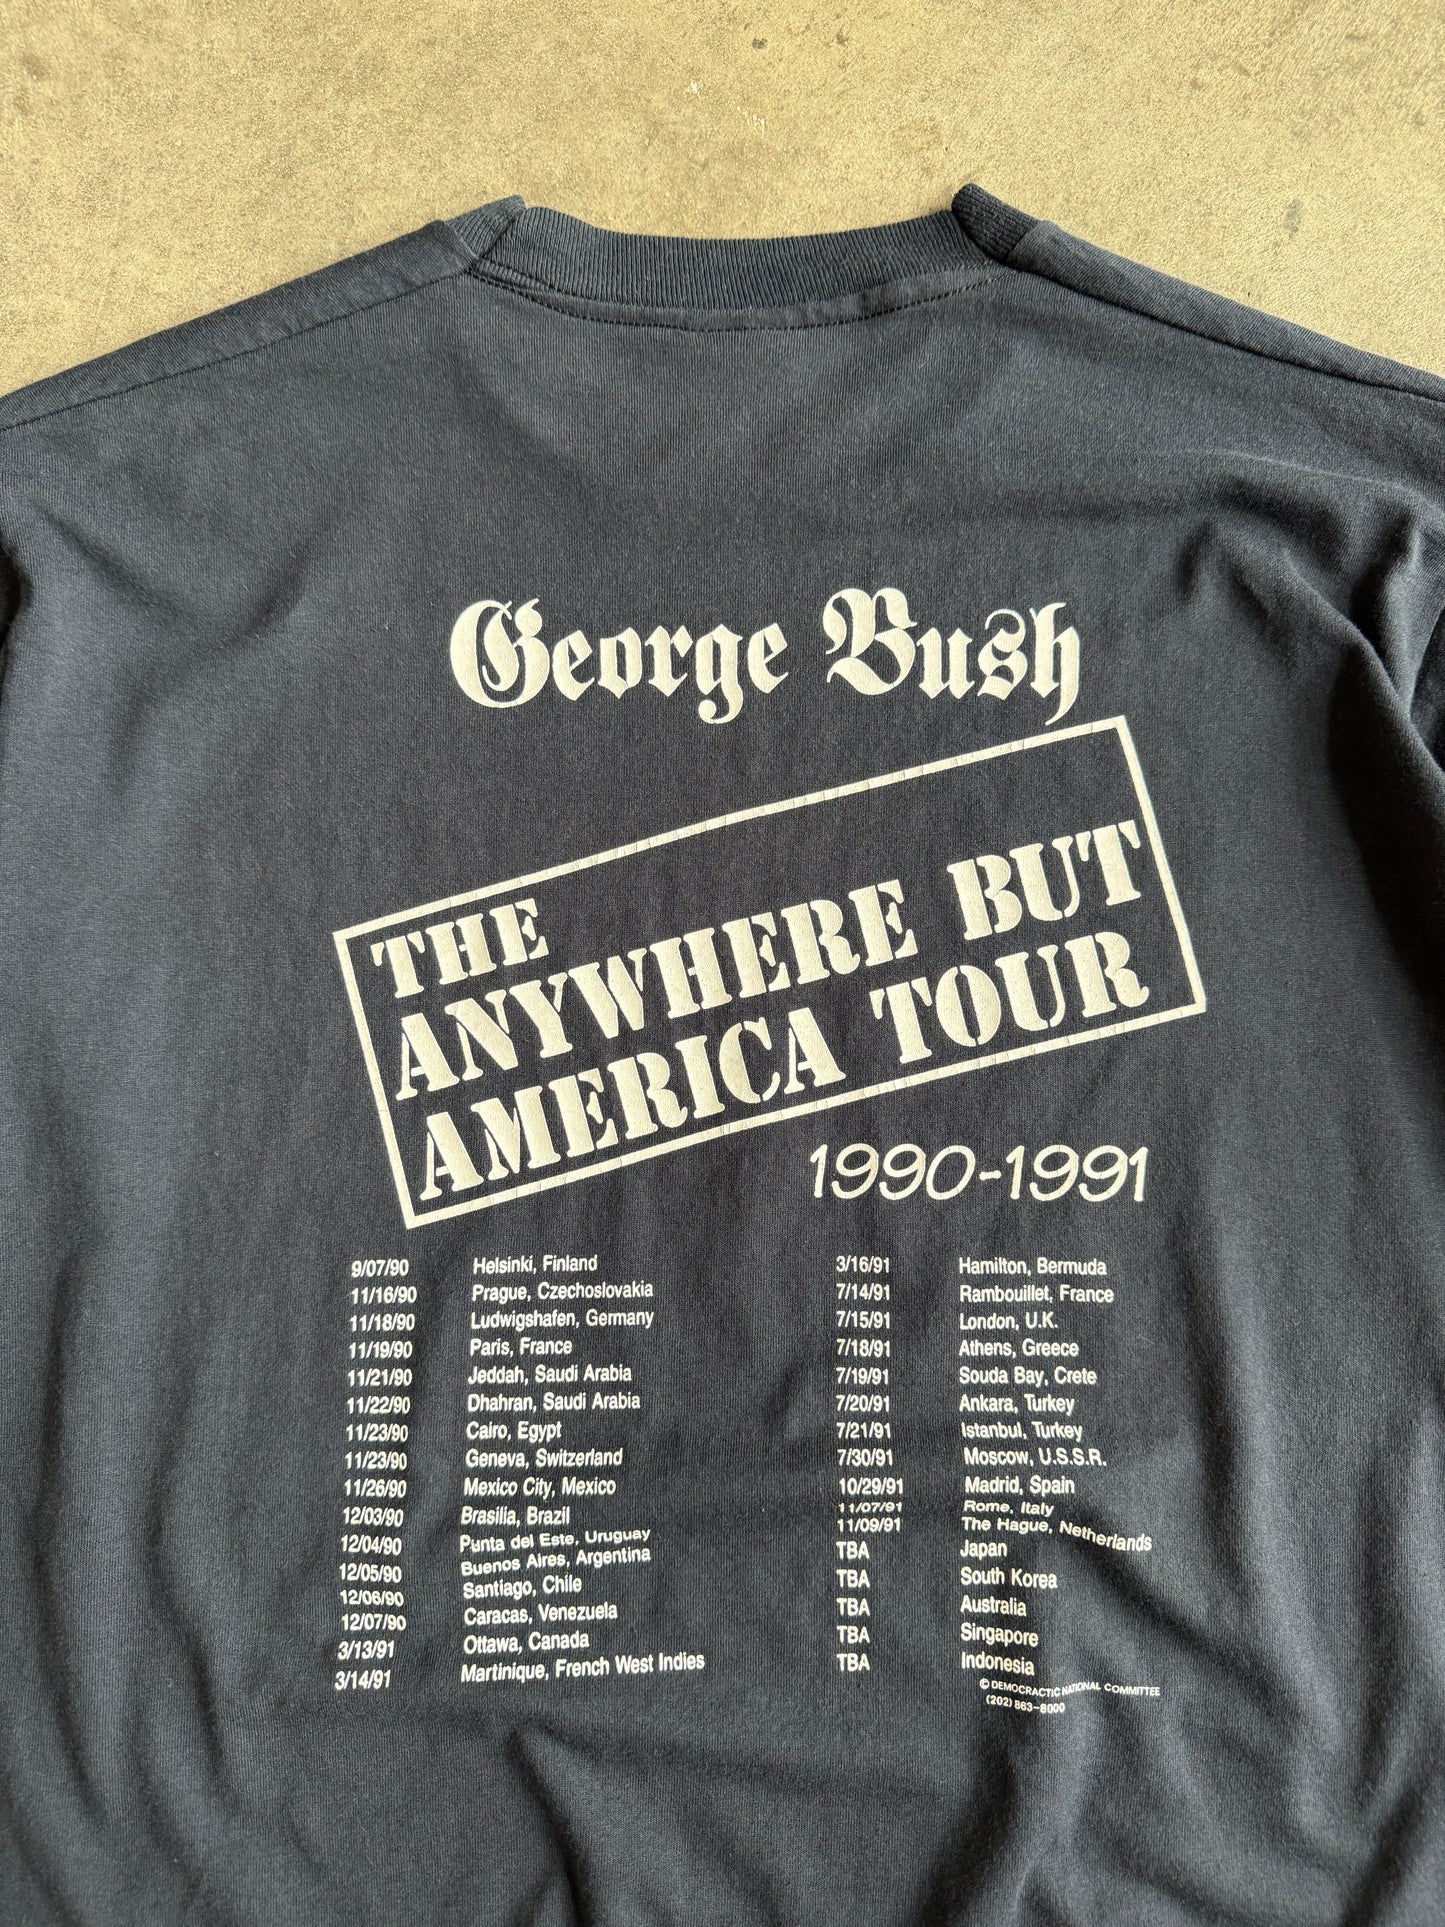 George Bush
THE
ANYWHERE BUT
AMERICA TOUR
1990-1991
9/07/90 Helsinki, Finland
11/16/90 Prague, Czechoslovakia
11/18/90 Ludwigshafen, Germany
11/19/90 Paris, France
11/21/90 Jeddah, Saudi Arabia
11/22/90 Dhahran, Saudi Arabia
11/23/90 Cairo, Egypt
11/23/90 Geneva, Switzerland
11/26/90 Mexico City, Mexico
12/03/90 Brasilia, Brazil
12/04/90 Punta del Este, Uruguay
12/05/90 Buenos Aires, Argentina
12/06/90 Santiago, Chile
12/07/90 Caracas, Venezuela
3/13/91 Ottawa, Canada
3/14/91 Martinique, French West Indies
3/16/91 Hamilton, Bermuda
7/14/91 Rambouillet, France
7/15/91 London, U.K.
7/18/91 Athens, Greece
7/19/91 Souda Bay, Crete
7/20/91 Ankara, Turkey
7/21/91 Istanbul, Turkey
7/30/91 Moscow, U.S.S.R.
10/29/91 Madrid, Spain
11/07/91 Rome, Italy
11/09/91 The Hague, Netherlands
TBA Japan
TBA South Korea
TBA Australia
TBA Singapore
TBA Indonesia
© DEMOCRACTIC NATIONAL COMMITTEE
(202) 863-8000